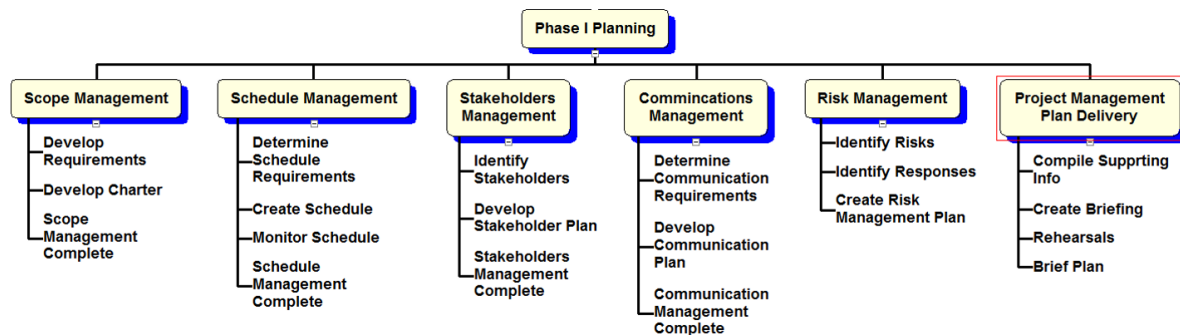 Phase I Planning
Scope Management
Develop
Requirements
Develop Charter
Scope
Management
Complete
Schedule Management
Determine
Schedule
Requirements
Create Schedule
Monitor Schedule
Schedule
Management
Complete
Stakeholders
Management
Identify
Stakeholders
Develop
Stakeholder Plan
Stakeholders
Management
Complete
Commincations
Management
Determine
Communication
Requirements
Develop
Communication
Plan
Communication
Management
Complete
Risk Management
Identify Risks
Identify Responses
Create Risk
Management Plan
Project Management
Plan Delivery
Compile Supprting
Info
Create Briefing
Rehearsals
Brief Plan